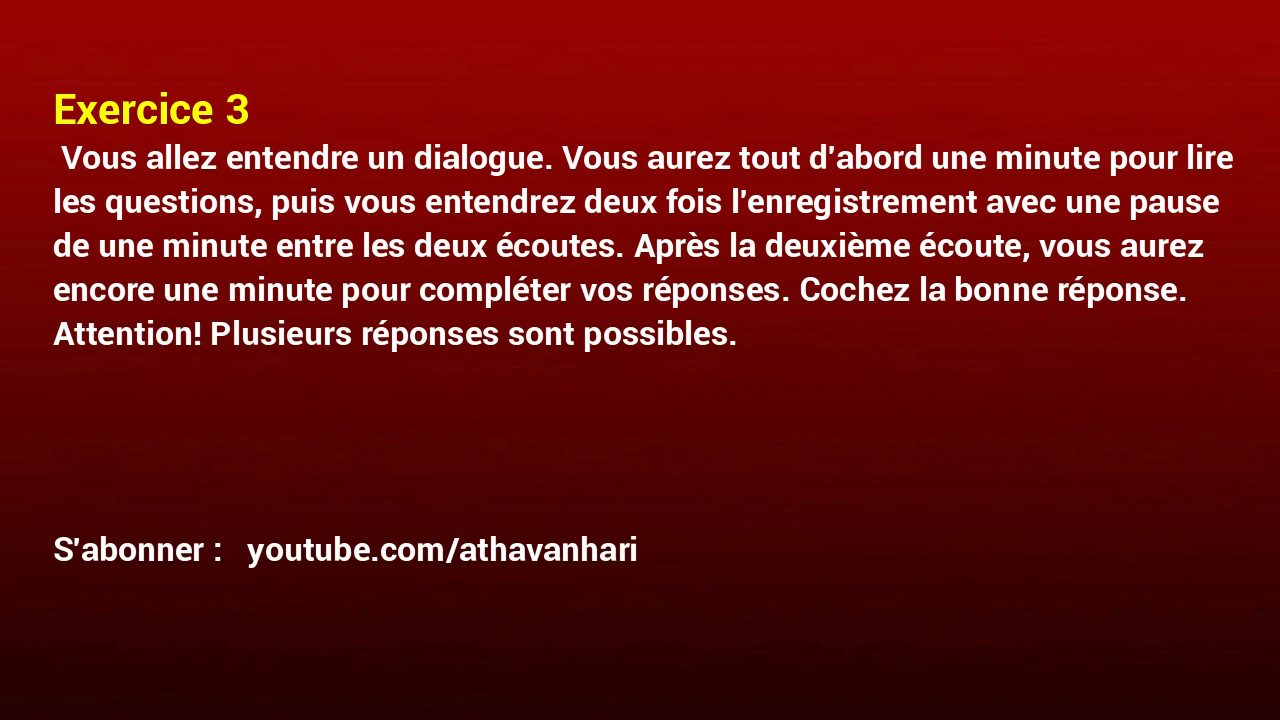 Exercice 3
Vous allez entendre un dialogue. Vous aurez tout d'abord une minute pour lire
les questions, puis vous entendrez deux fois l'enregistrement avec une pause
de une minute entre les deux écoutes. Après la deuxième écoute, vous aurez
encore une minute pour compléter vos réponses. Cochez la bonne réponse.
Attention! Plusieurs réponses sont possibles.
S'abonner : youtube.com/athavanhari